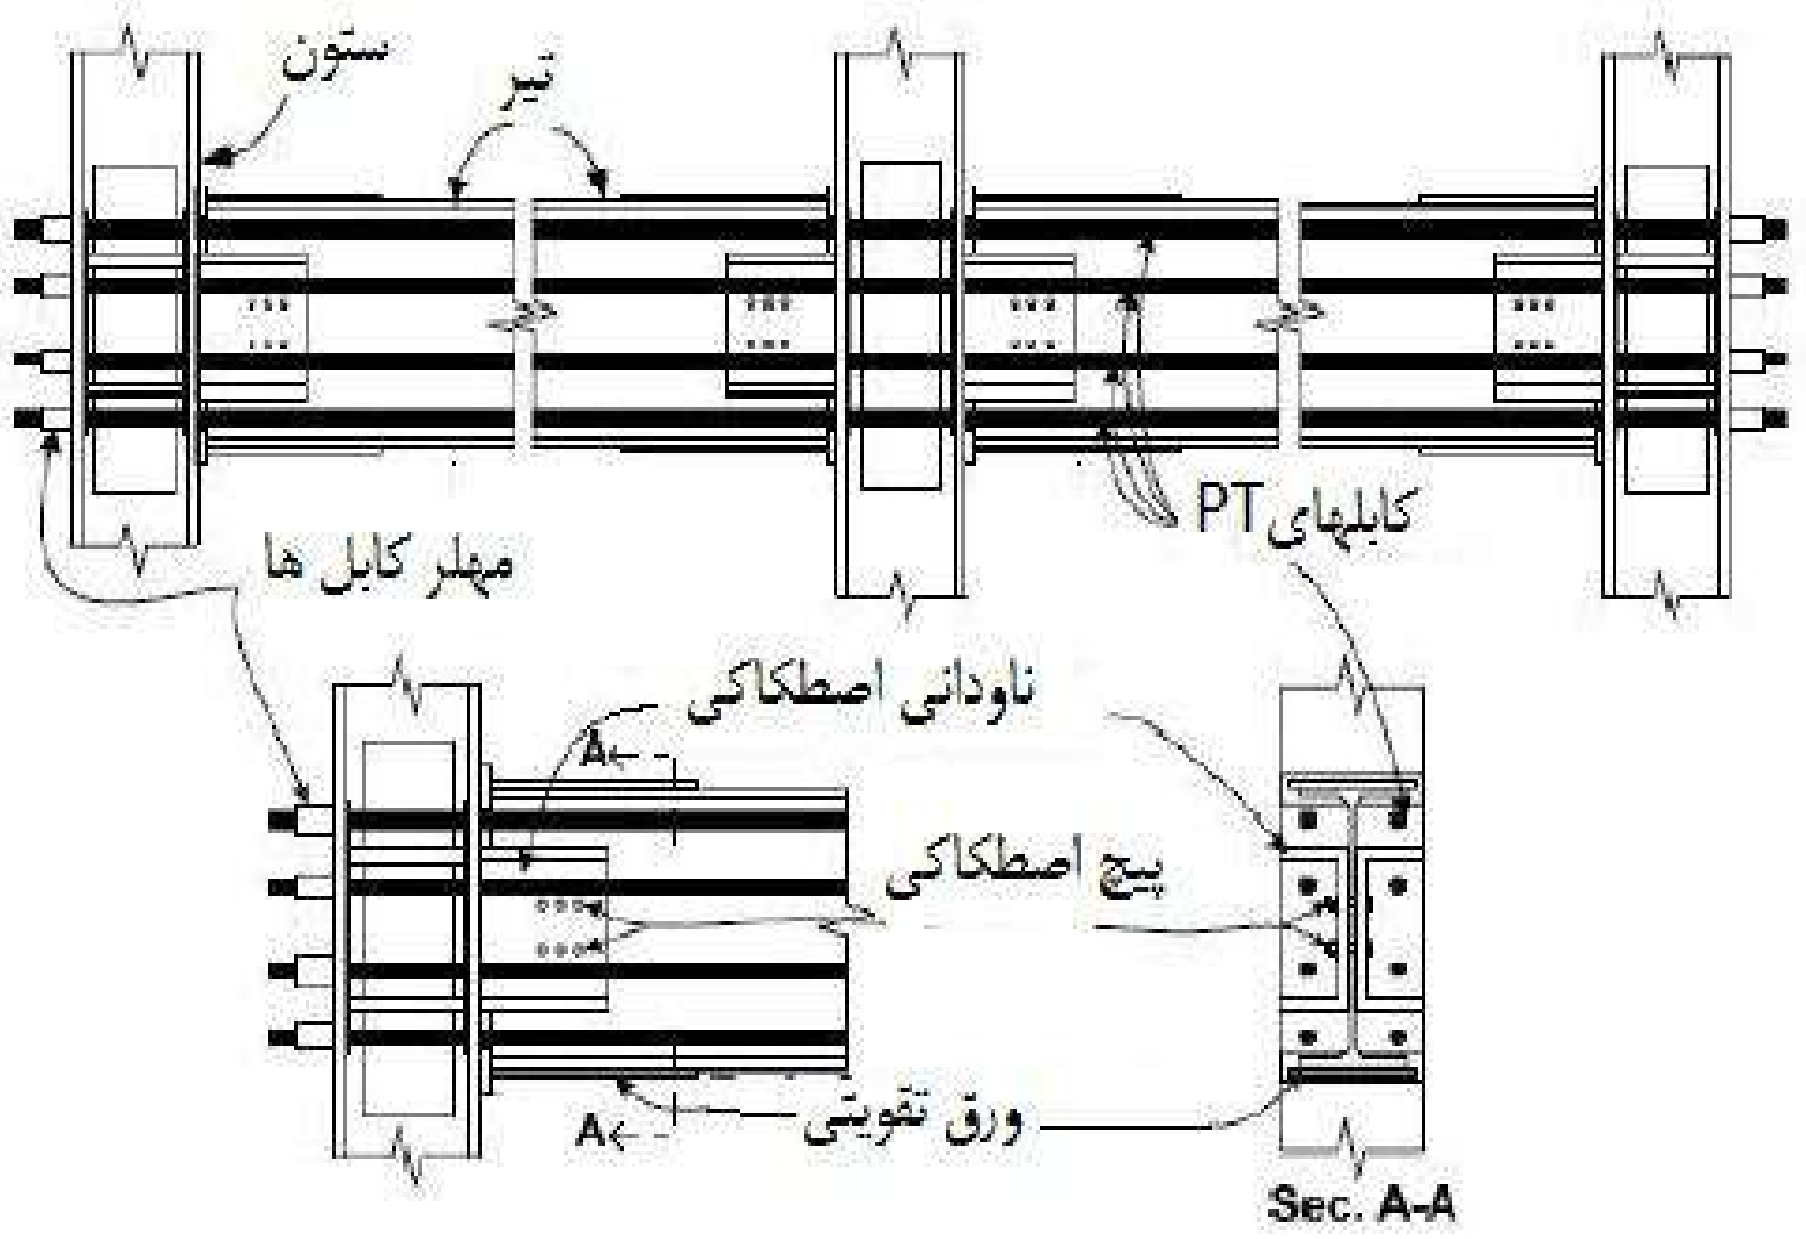 ستون
تیر
کابلهای PT
مهار کابل ها
ناودانی اصطکاکی
A
پیچ اصطکاکی
ورق تقویتی
A
Sec. A-A